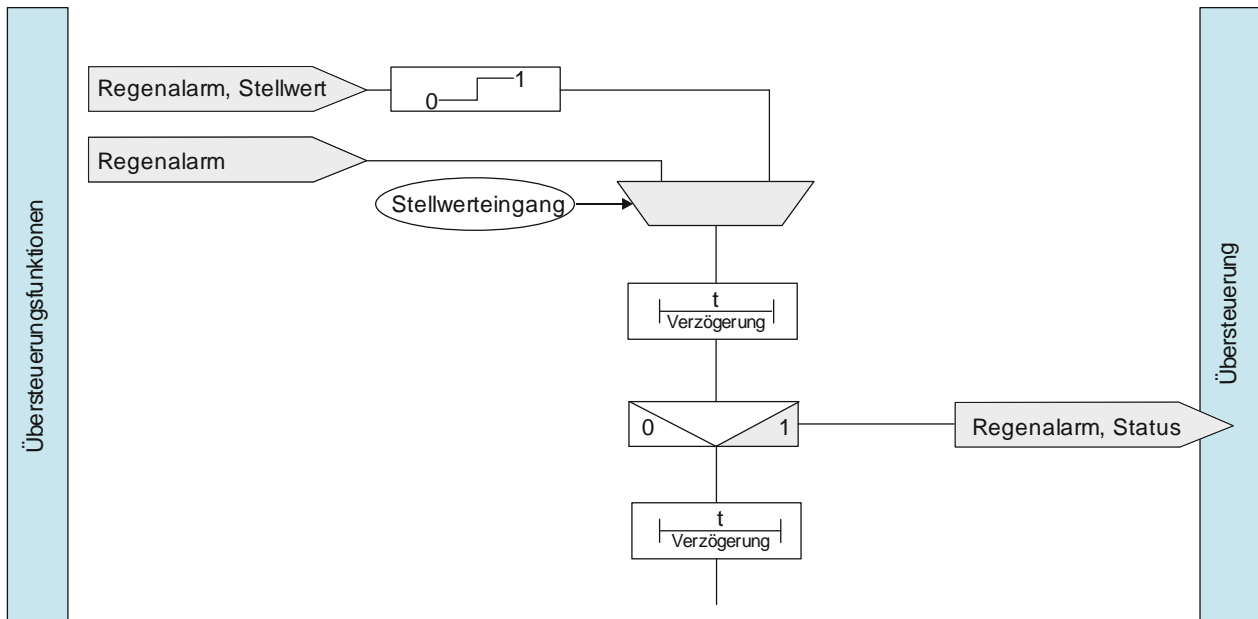 Übersteuerungsfunktionen
Regenalarm, Stellwert
0
1
Regenalarm
Stellwerteingang
t
Verzögerung
0
1
Regenalarm, Status
t
Verzögerung
Übersteuerung